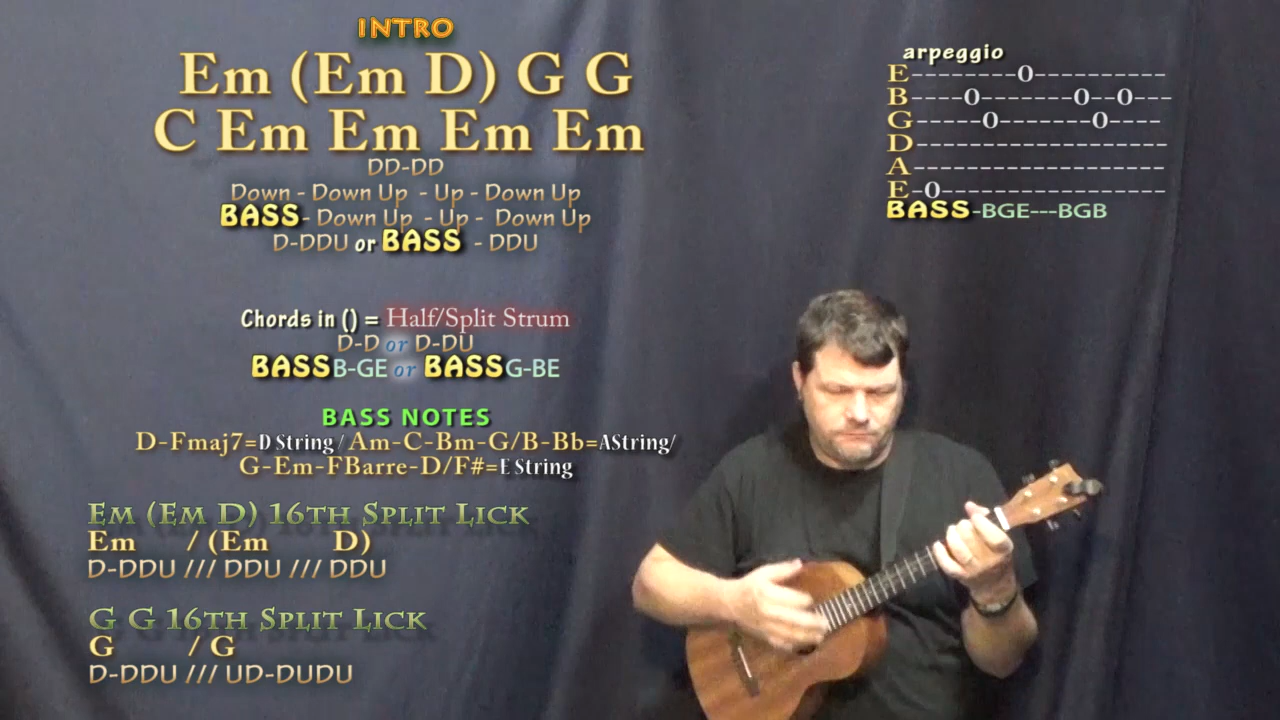 INTRO
Em (Em D) G G
C Em Em Em Em
DD-DD
Down - Down Up - Up - Down Up
BASS - Down Up - Up - Down Up
D-DDU or BASS - DDU
Chords in () = Half/Split Strum
D-D or D-DU
BASSB-GE or BASSG-BE
BASS NOTES
D-Fmaj7=D String / Am-C-Bm-G/B-Bb=AString/
G-Em-FBarre-D/F#=E String
Em (Em D) 16th Split Lick
Em / (Em D)
D-DDU /// DDU /// DDU
G G 16th Split Lick
G / G
D-DDU /// UD-DUDU
arpeggio
E--------0----------
B----0-------0--0---
G-----0-------0----
D-------------------
A-------------------
E-0-----------------
BASS-BGE---BGB